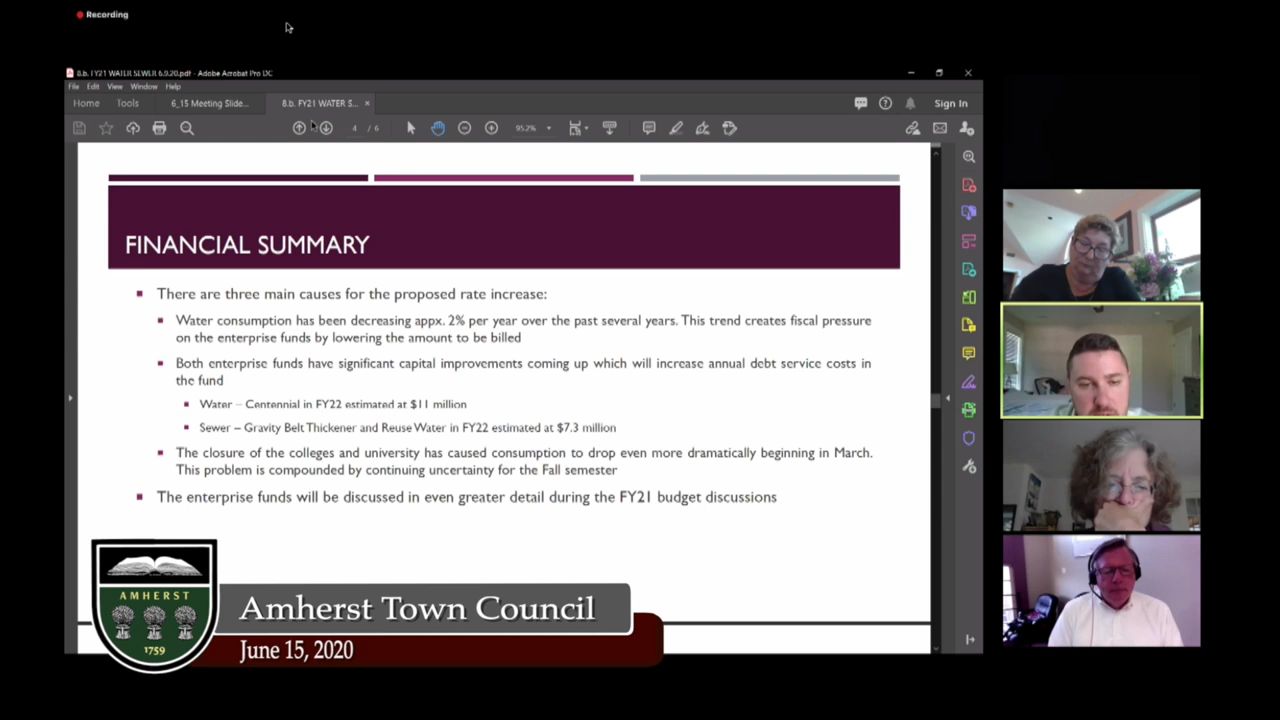 Recording
8.b. FY21 WATER SEWER 6.9.20.pdf - Adobe Acrobat Pro DC
File Edit View Window Help
Home Tools 6_15 Meeting Slide... 8.b. FY21 WATER S... × Sign In
4 / 6 95.2%
FINANCIAL SUMMARY
There are three main causes for the proposed rate increase:
Water consumption has been decreasing appx. 2% per year over the past several years. This trend creates fiscal pressure
on the enterprise funds by lowering the amount to be billed
Both enterprise funds have significant capital improvements coming up which will increase annual debt service costs in
the fund
Water – Centennial in FY22 estimated at $11 million
Sewer – Gravity Belt Thickener and Reuse Water in FY22 estimated at $7.3 million
The closure of the colleges and university has caused consumption to drop even more dramatically beginning in March.
This problem is compounded by continuing uncertainty for the Fall semester
The enterprise funds will be discussed in even greater detail during the FY21 budget discussions
AMHERST
1759
Amherst Town Council
June 15, 2020